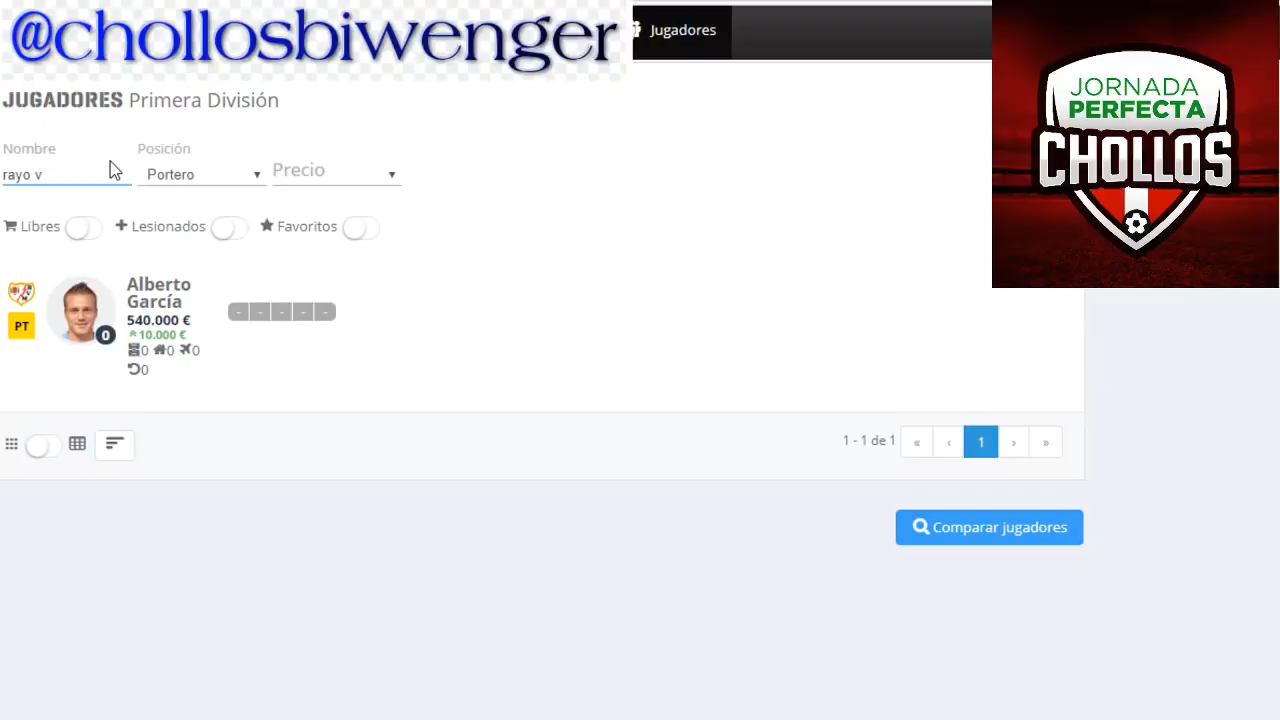 @chollosbiwenger
Jugadores
JORNADA
PERFECTA
CHOLLOS
JUGADORES Primera División
Nombre
Posición
rayo v
Portero
Precio
Libres
Lesionados
Favoritos
Alberto
García
540.000 €
10.000 €
0 0 0
0
PT
0
- - - - -
1 - 1 de 1
« ‹ 1 › »
Comparar jugadores